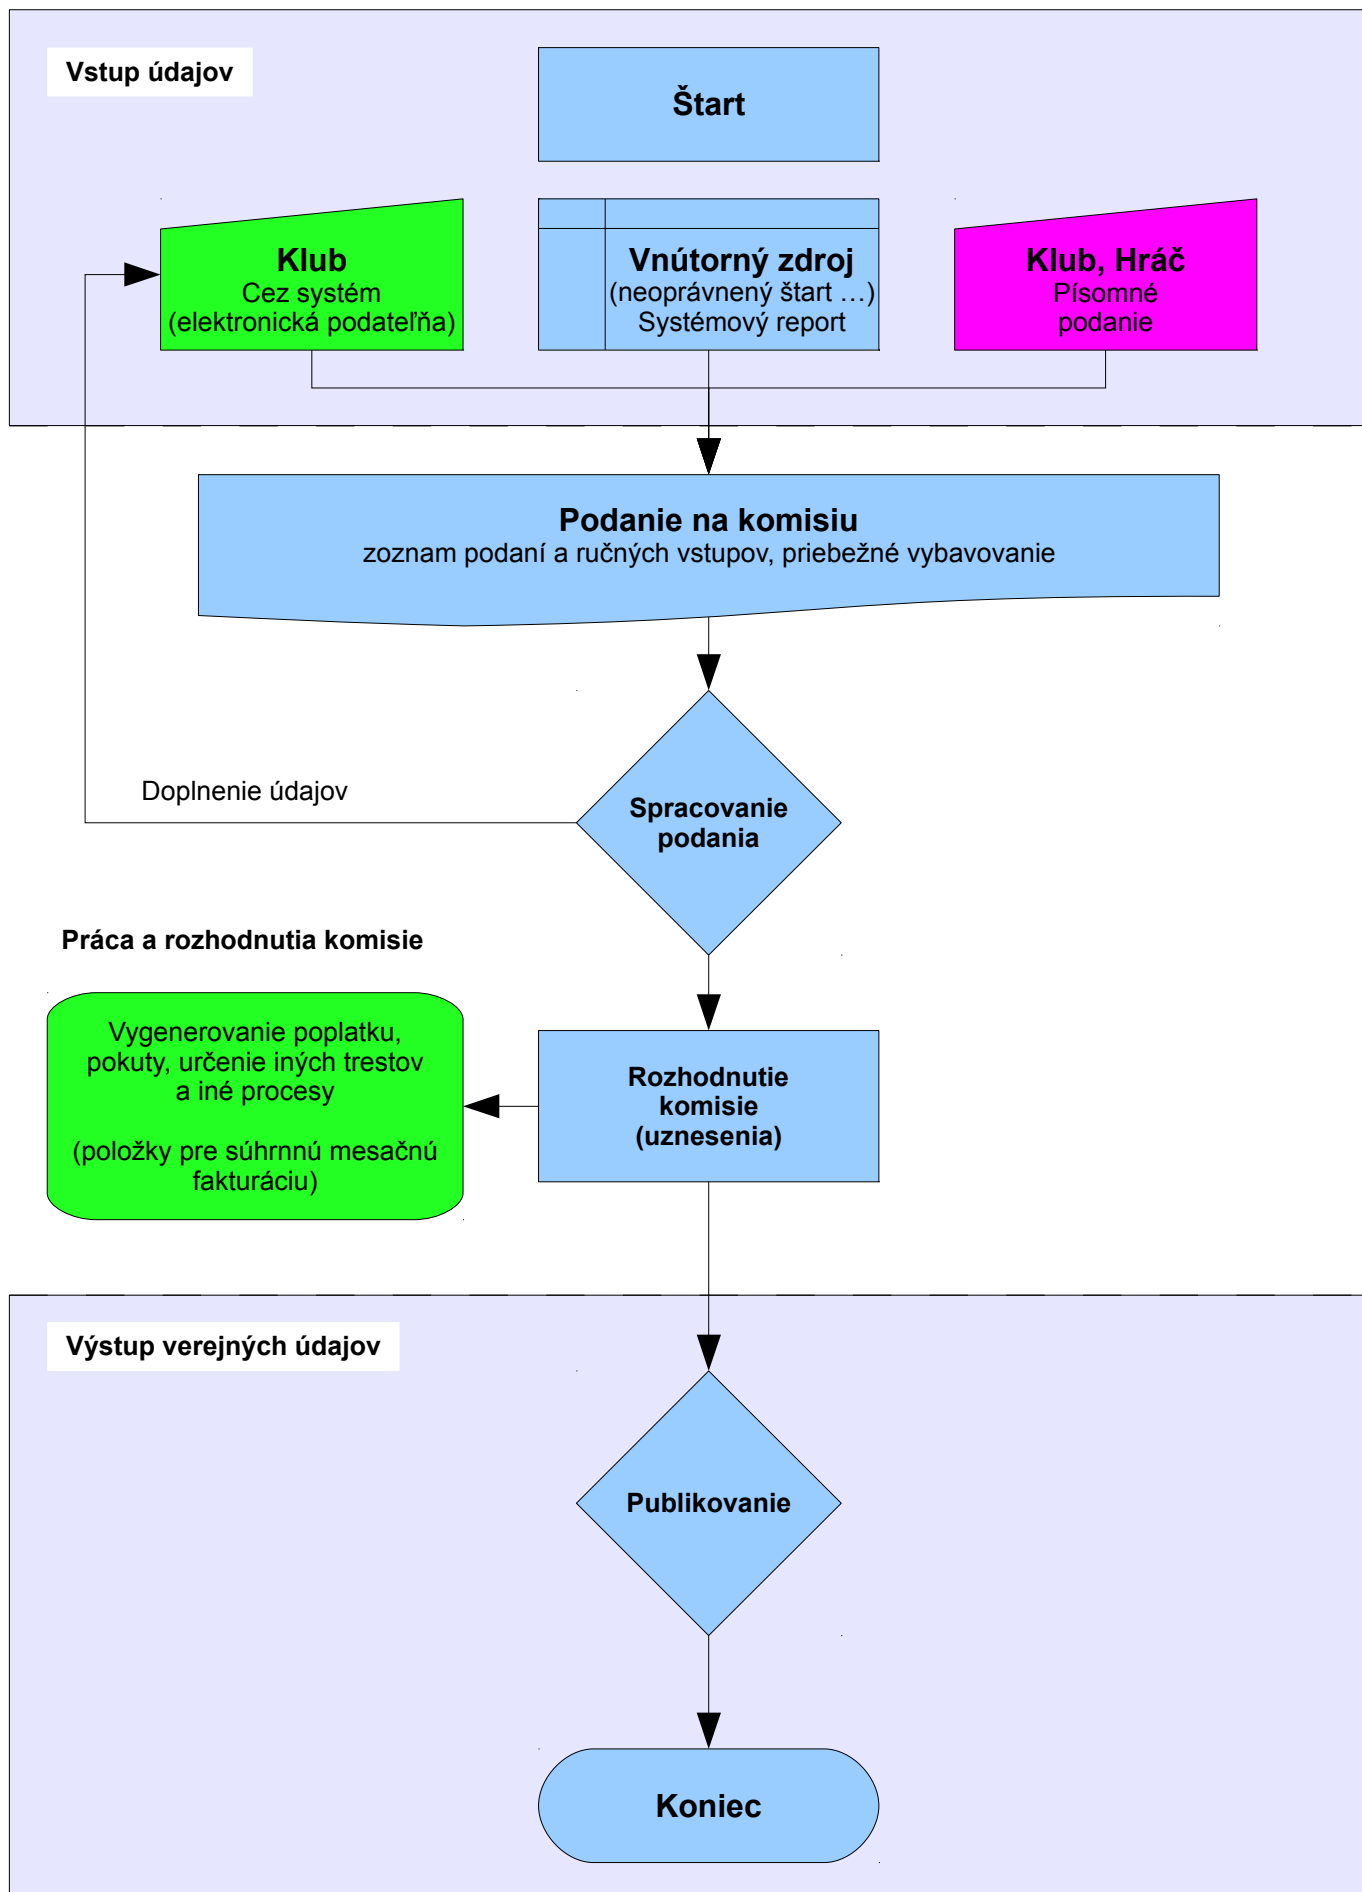 Vstup údajov
Štart
Klub
Cez systém
(elektronická podateľňa)
Vnútorný zdroj
(neoprávnený štart …)
Systémový report
Klub, Hráč
Písomné
podanie
Podanie na komisiu
zoznam podaní a ručných vstupov, priebežné vybavovanie
Doplnenie údajov
Spracovanie
podania
Práca a rozhodnutia komisie
Vygenerovanie poplatku,
pokuty, určenie iných trestov
a iné procesy
(položky pre súhrnnú mesačnú
fakturáciu)
Rozhodnutie
komisie
(uznesenia)
Výstup verejných údajov
Publikovanie
Koniec